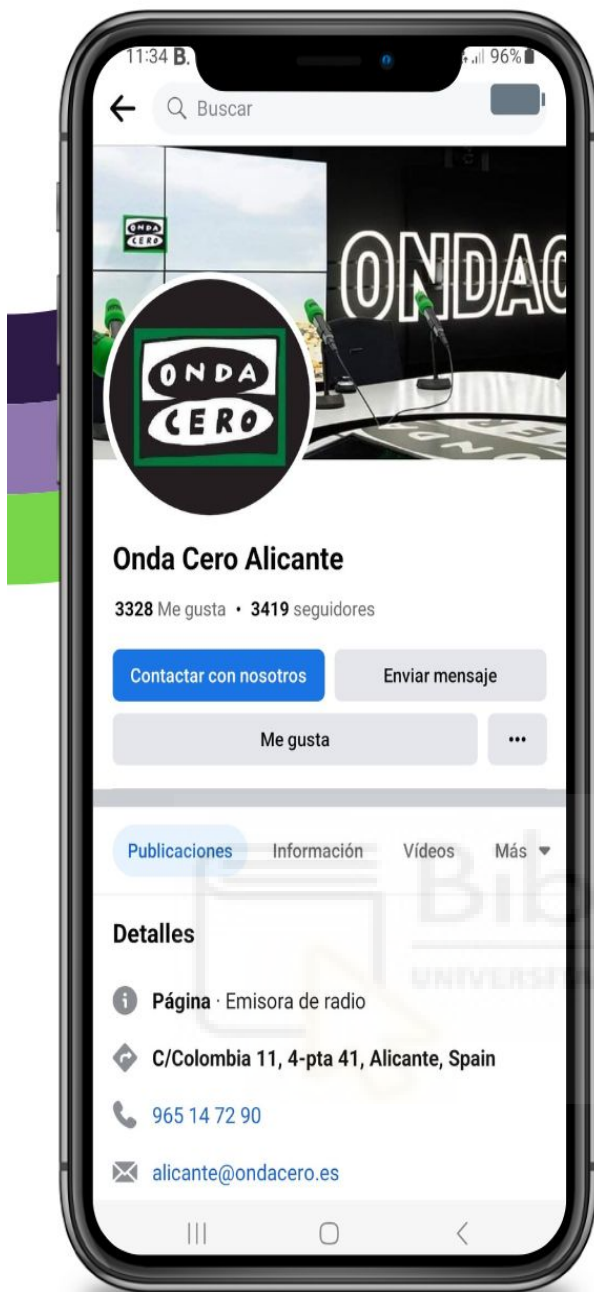 11:34 B. 96%
Buscar
ONDA
CERO
ONDAC
ONDA
CERO
Onda Cero Alicante
3328 Me gusta • 3419 seguidores
Contactar con nosotros Enviar mensaje
Me gusta ...
Publicaciones Información Vídeos Más
Bib
UNIVERSITA
Detalles
Página · Emisora de radio
C/Colombia 11, 4-pta 41, Alicante, Spain
965 14 72 90
alicante@ondacero.es